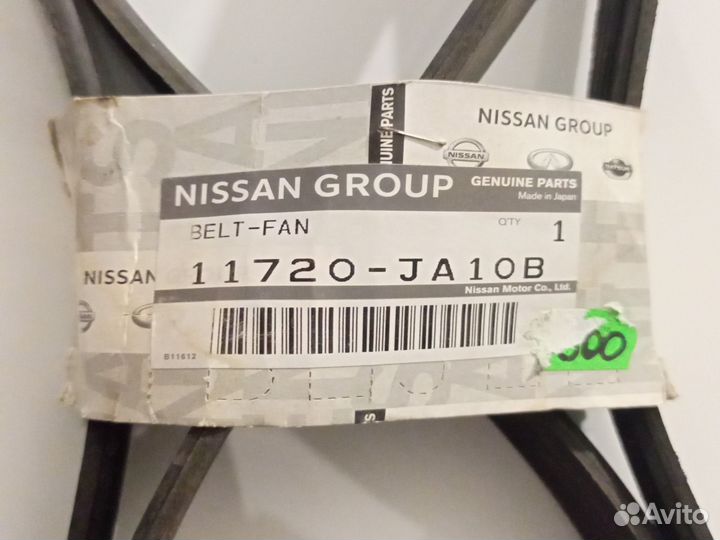 GENUINE PARTS
NISSAN GROUP
NISSAN GROUP
GENUINE PARTS
Made in Japan
BELT-FAN
Q'TY
1
11720-JA10B
Nissan Motor Co., Ltd.
NISSAN
B11612
Avito